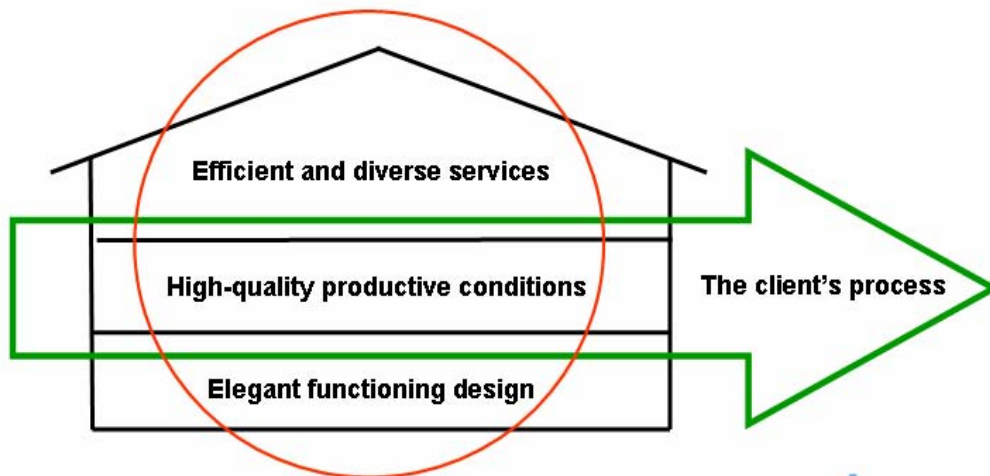 Efficient and diverse services
High-quality productive conditions
The client's process
Elegant functioning design